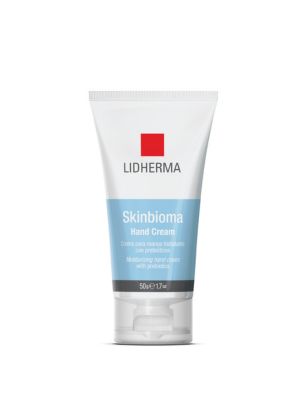 LIDHERMA
Skinbioma
Hand Cream
Crema para manos hidratante
con prebióticos
Moisturizing hand cream
with prebiotics
50g e 1.7oz